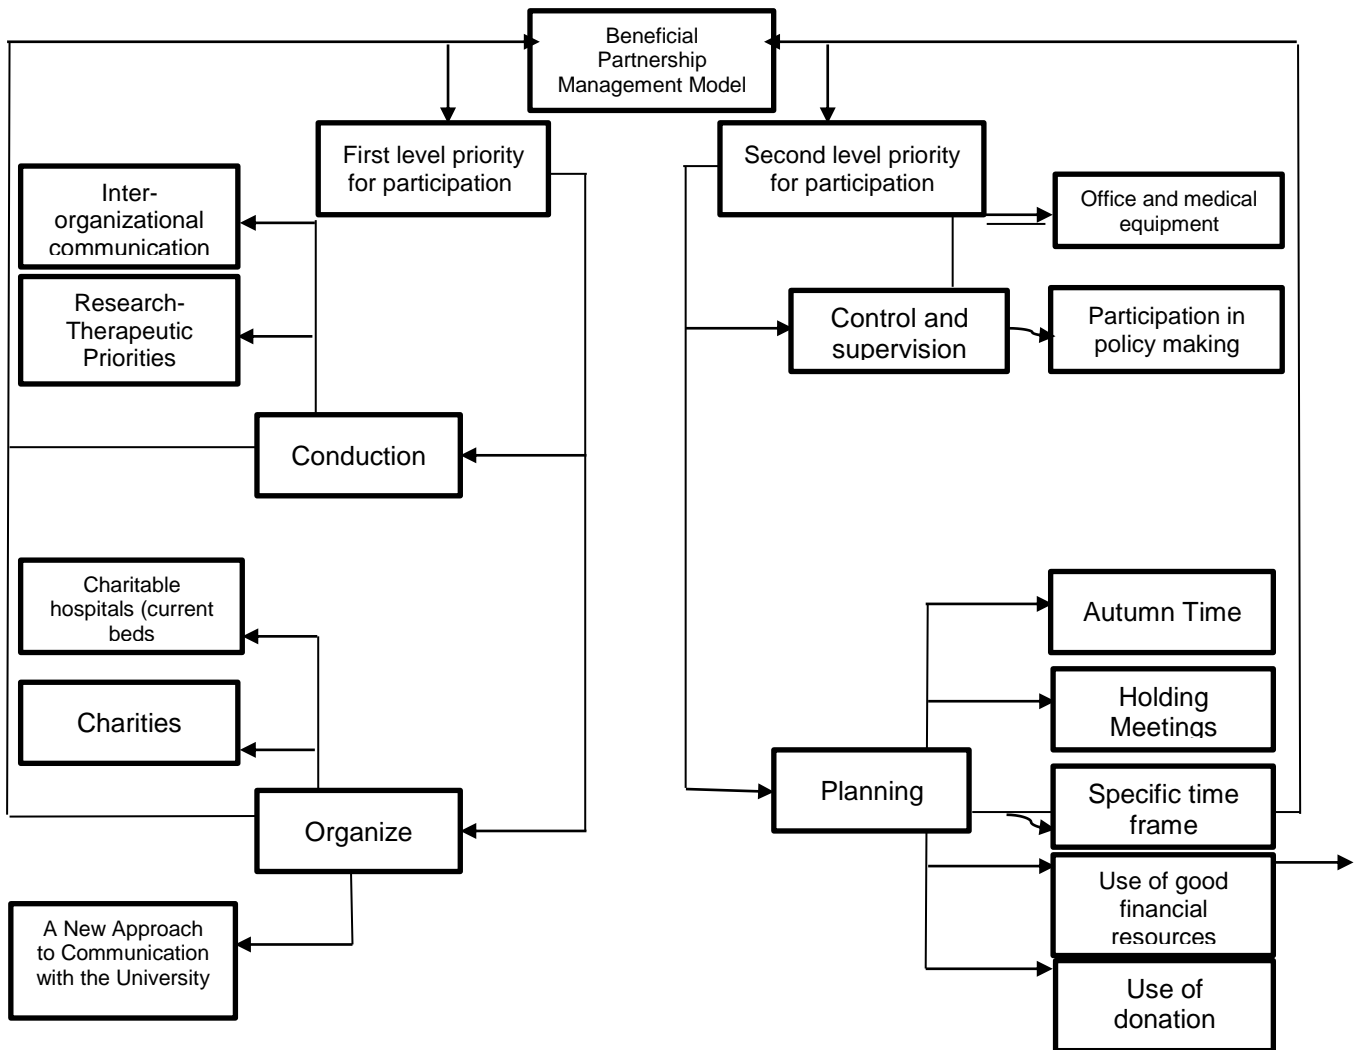 Beneficial
Partnership
Management Model
First level priority
for participation
Second level priority
for participation
Inter-
organizational
communication
Office and medical
equipment
Research-
Therapeutic
Priorities
Control and
supervision
Participation in
policy making
Conduction
Charitable
hospitals (current
beds
Autumn Time
Charities
Holding
Meetings
Planning
Specific time
frame
Organize
Use of good
financial
resources
A New Approach
to Communication
with the University
Use of
donation